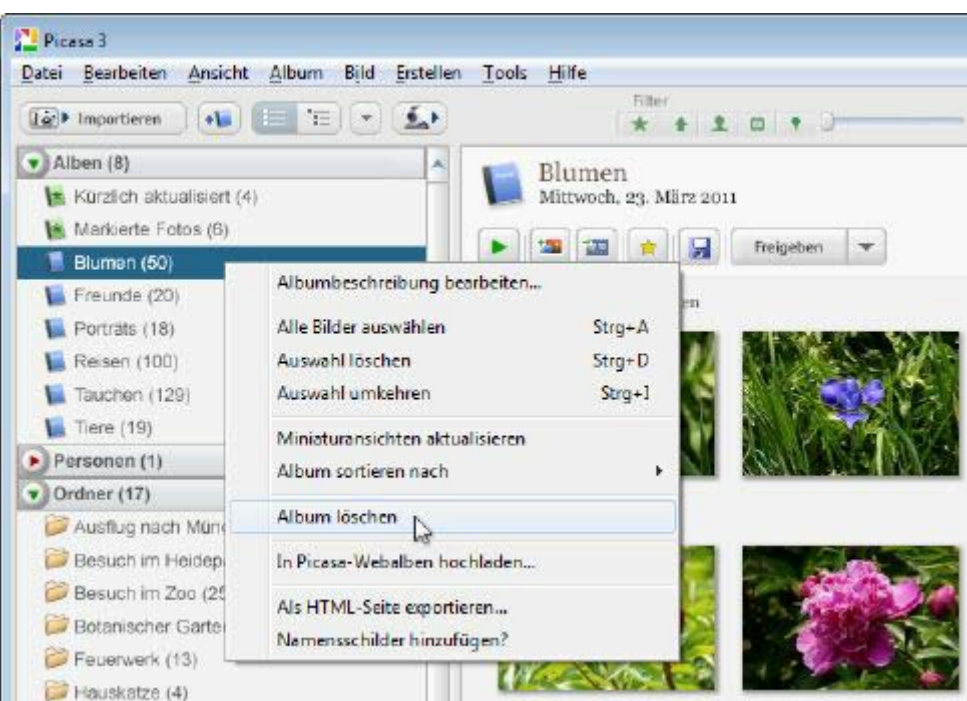 Picasa 3
Datei Bearbeiten Ansicht Album Bild Erstellen Tools Hilfe
Importieren
Filter
Alben (8)
Kürzlich aktualisiert (4)
Markierte Fotos (6)
Blumen (50)
Freunde (20)
Porträts (18)
Reisen (100)
Tauchen (129)
Tiere (19)
Personen (1)
Ordner (17)
Ausflug nach
Besuch im
Besuch im Zoo
Botanischer
Feuerwerk (13)
Hauskatze (4)
Blumen
Mittwoch, 23. März 2011
Freigeben
Albumbeschreibung bearbeiten...
Alle Bilder auswählen Strg+A
Auswahl löschen Strg+D
Auswahl umkehren Strg+I
Miniaturansichten aktualisieren
Album sortieren nach
Album löschen
In Picasa-Webalben hochladen...
Als HTML-Seite exportieren...
Namensschilder hinzufügen?